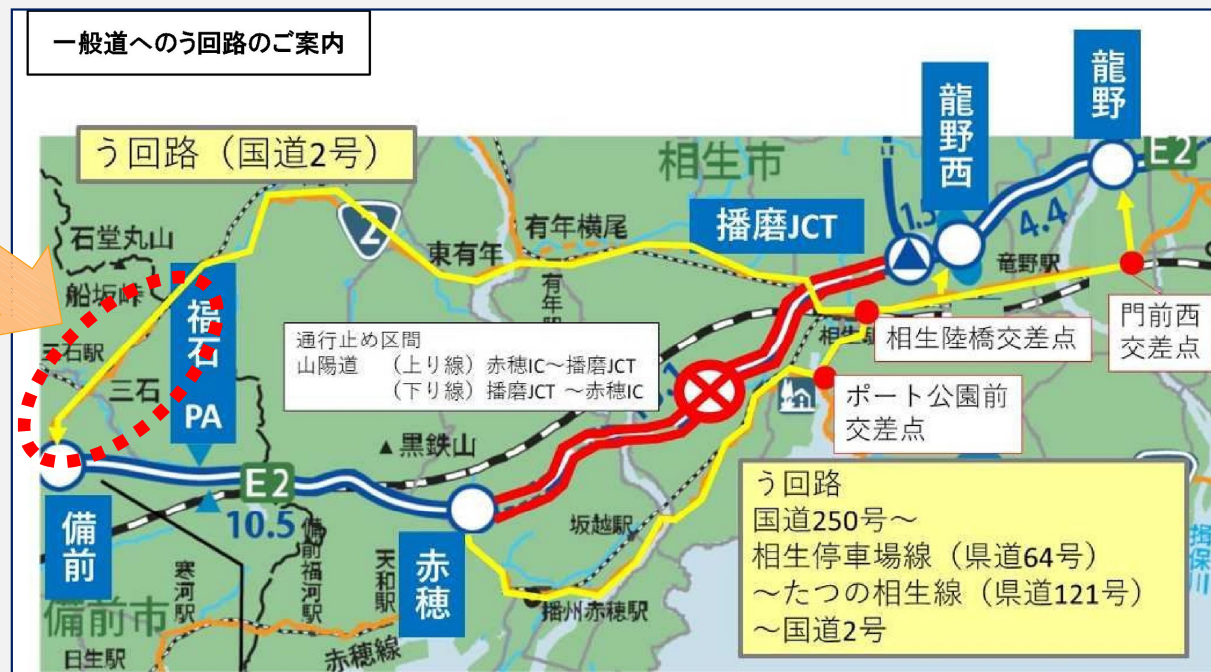 一般道へのう回路のご案内
龍野
龍野西
E2
う回路（国道2号）
相生市
播磨JCT
1.5
4.4
2
石堂丸山
東有年
有年横尾
竜野駅
船坂峠
福石PA
三石駅
三石
通行止め区間
山陽道　（上り線）赤穂IC～播磨JCT
（下り線）播磨JCT ～赤穂IC
相生陸橋交差点
門前西
交差点
ポート公園前
交差点
▲黒鉄山
E2
10.5
備前
赤穂
坂越駅
播州赤穂駅
備前福河駅
寒河駅
天和駅
備前市
日生駅
赤穂線
う回路
国道250号～
相生停車場線（県道64号）
～たつの相生線（県道121号）
～国道2号
揖保川